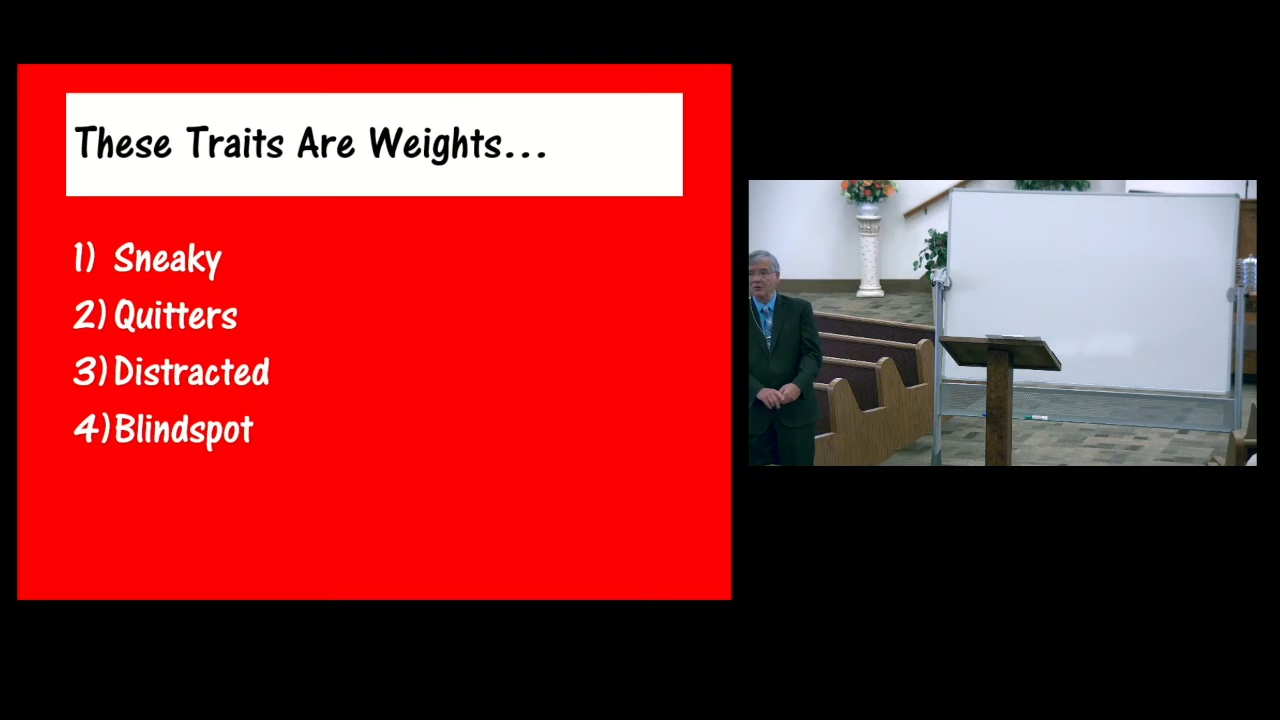 These Traits Are Weights...
1) Sneaky
2) Quitters
3) Distracted
4) Blindspot